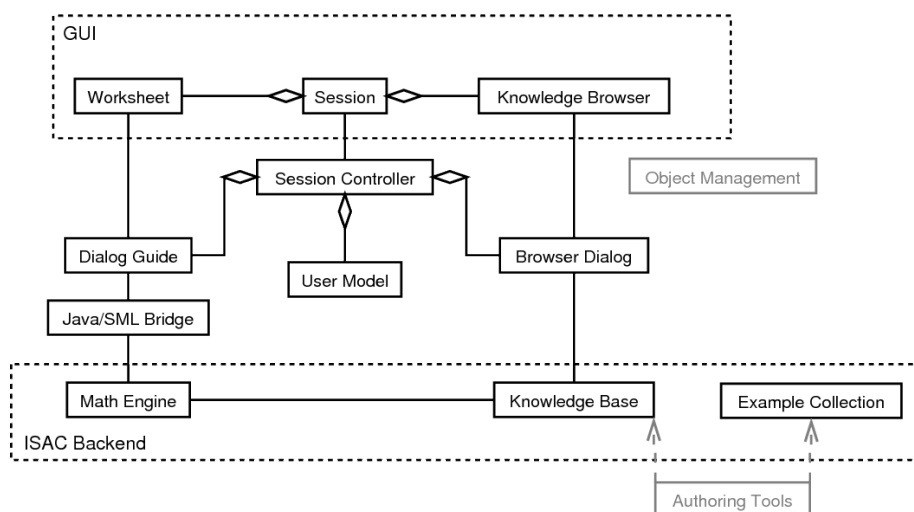 GUI
Worksheet
Session
Knowledge Browser
Session Controller
Object Management
Dialog Guide
User Model
Browser Dialog
Java/SML Bridge
Math Engine
Knowledge Base
Example Collection
ISAC Backend
Authoring Tools